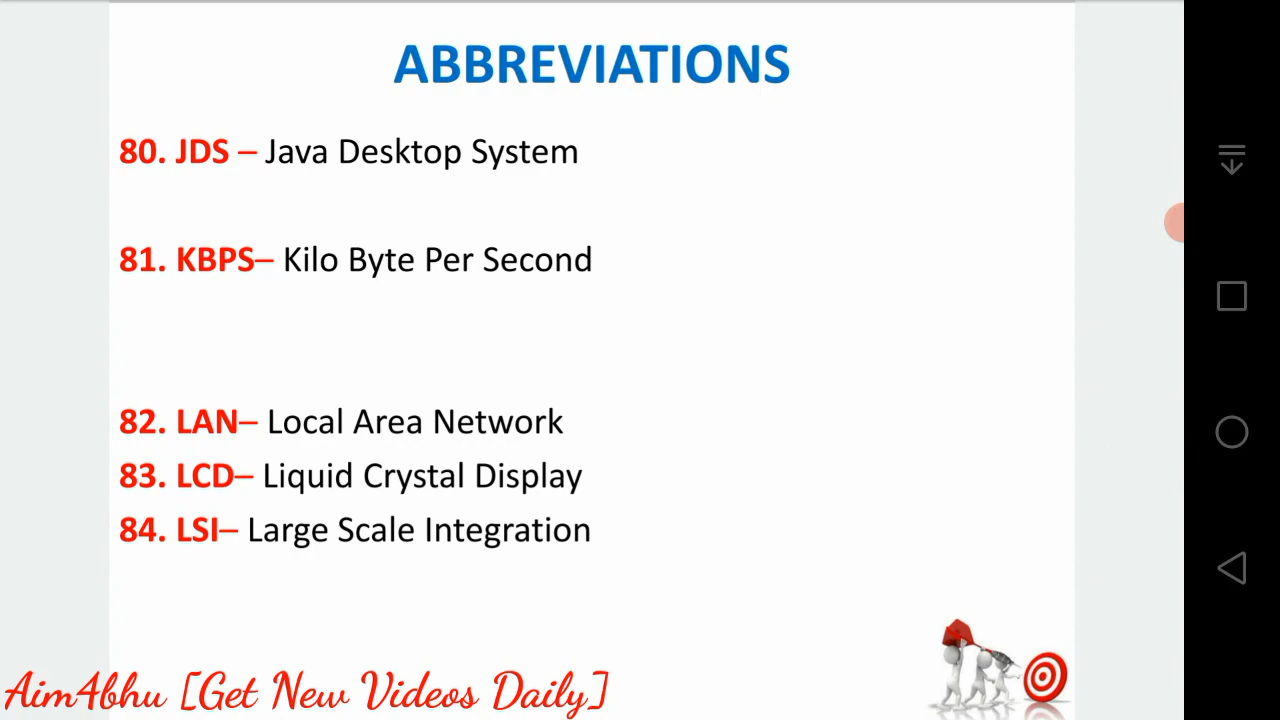 ABBREVIATIONS
80. JDS – Java Desktop System
81. KBPS– Kilo Byte Per Second
82. LAN– Local Area Network
83. LCD– Liquid Crystal Display
84. LSI– Large Scale Integration
Aim4bhu [Get New Videos Daily]